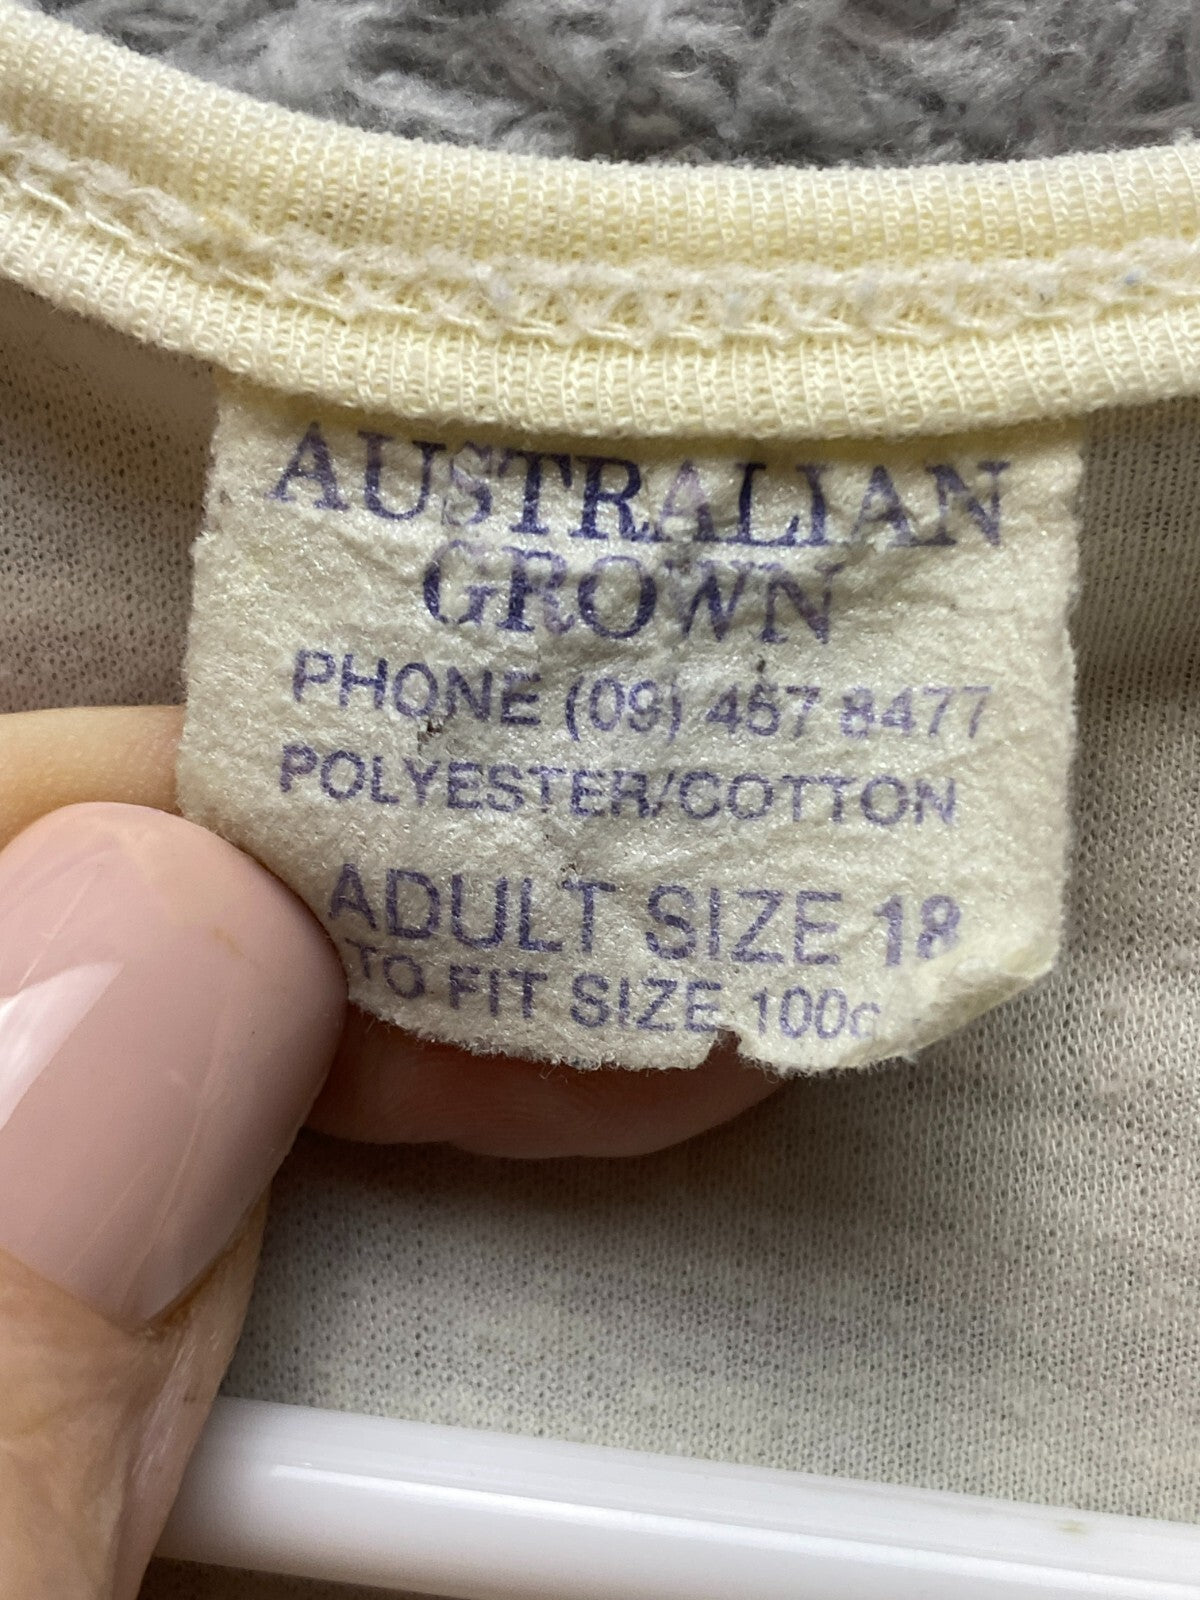 AUSTRALIAN
GROWN
PHONE (09) 457 8477
POLYESTER/COTTON
ADULT SIZE 18
TO FIT SIZE 100c